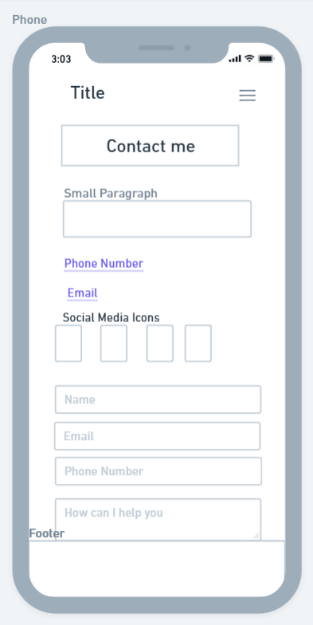 Phone
3:03
Title
Contact me
Small Paragraph
Phone Number
Email
Social Media Icons
Name
Email
Phone Number
How can I help you
Footer